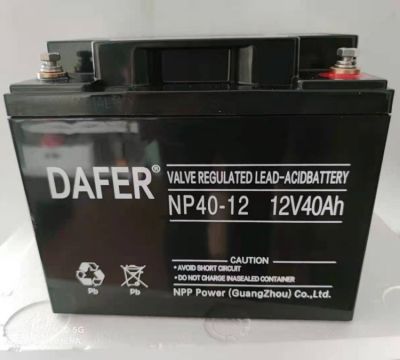 DAFER®
VALVE REGULATED LEAD-ACIDBATTERY
NP40-12 12V40Ah
CAUTION
• AVOID SHORT CIRCUIT
• DO NOT CHARGE INASEALED CONTAINER
Pb Pb
NPP Power (GuangZhou) Co.,Ltd.